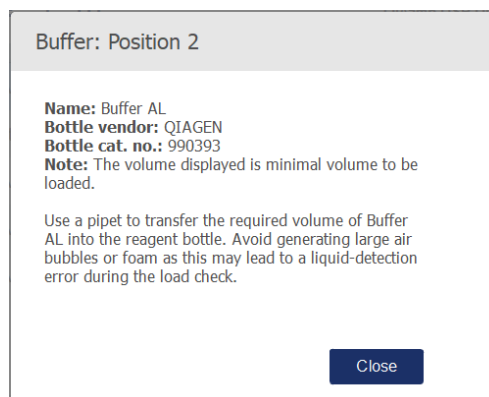 Buffer: Position 2
Name: Buffer AL
Bottle vendor: QIAGEN
Bottle cat. no.: 990393
Note: The volume displayed is minimal volume to be
loaded.
Use a pipet to transfer the required volume of Buffer
AL into the reagent bottle. Avoid generating large air
bubbles or foam as this may lead to a liquid-detection
error during the load check.
Close